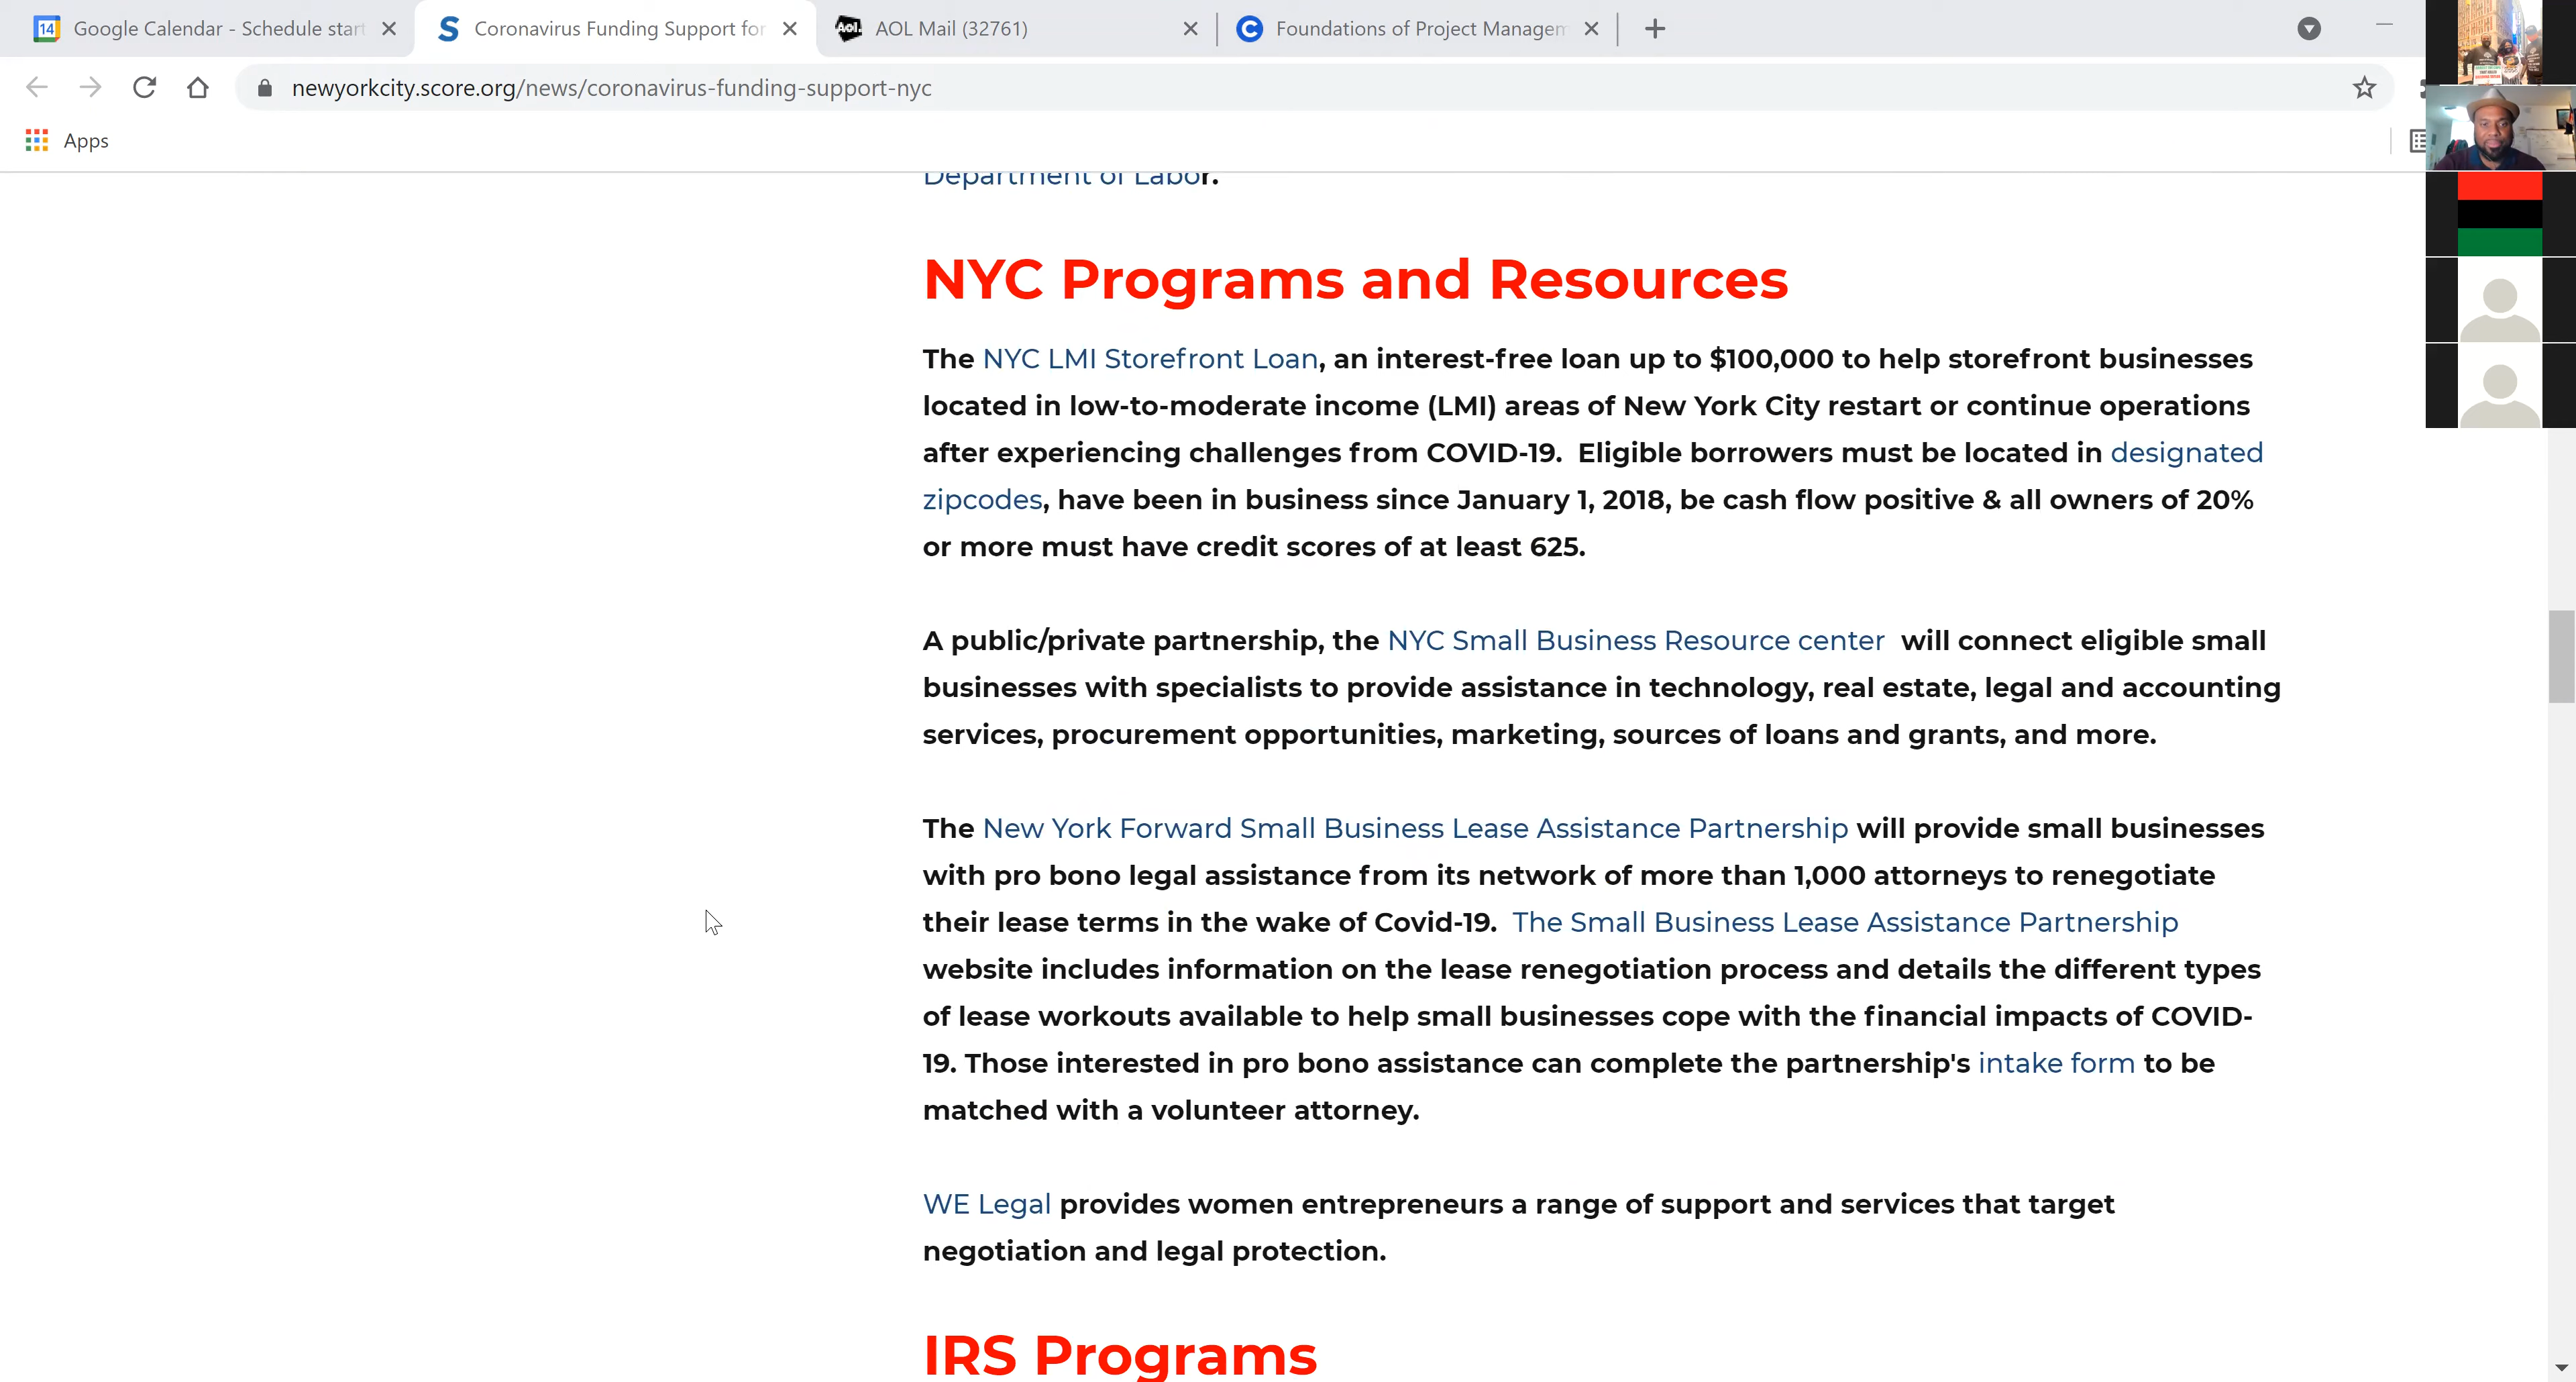 Google Calendar - Schedule start
Coronavirus Funding Support for
AOL Mail (32761)
Foundations of Project Managem
newyorkcity.score.org/news/coronavirus-funding-support-nyc
Apps
Department of Labor.
NYC Programs and Resources
The NYC LMI Storefront Loan, an interest-free loan up to $100,000 to help storefront businesses
located in low-to-moderate income (LMI) areas of New York City restart or continue operations
after experiencing challenges from COVID-19. Eligible borrowers must be located in designated
zipcodes, have been in business since January 1, 2018, be cash flow positive & all owners of 20%
or more must have credit scores of at least 625.
A public/private partnership, the NYC Small Business Resource center will connect eligible small
businesses with specialists to provide assistance in technology, real estate, legal and accounting
services, procurement opportunities, marketing, sources of loans and grants, and more.
The New York Forward Small Business Lease Assistance Partnership will provide small businesses
with pro bono legal assistance from its network of more than 1,000 attorneys to renegotiate
their lease terms in the wake of Covid-19. The Small Business Lease Assistance Partnership
website includes information on the lease renegotiation process and details the different types
of lease workouts available to help small businesses cope with the financial impacts of COVID-
19. Those interested in pro bono assistance can complete the partnership's intake form to be
matched with a volunteer attorney.
WE Legal provides women entrepreneurs a range of support and services that target
negotiation and legal protection.
IRS Programs